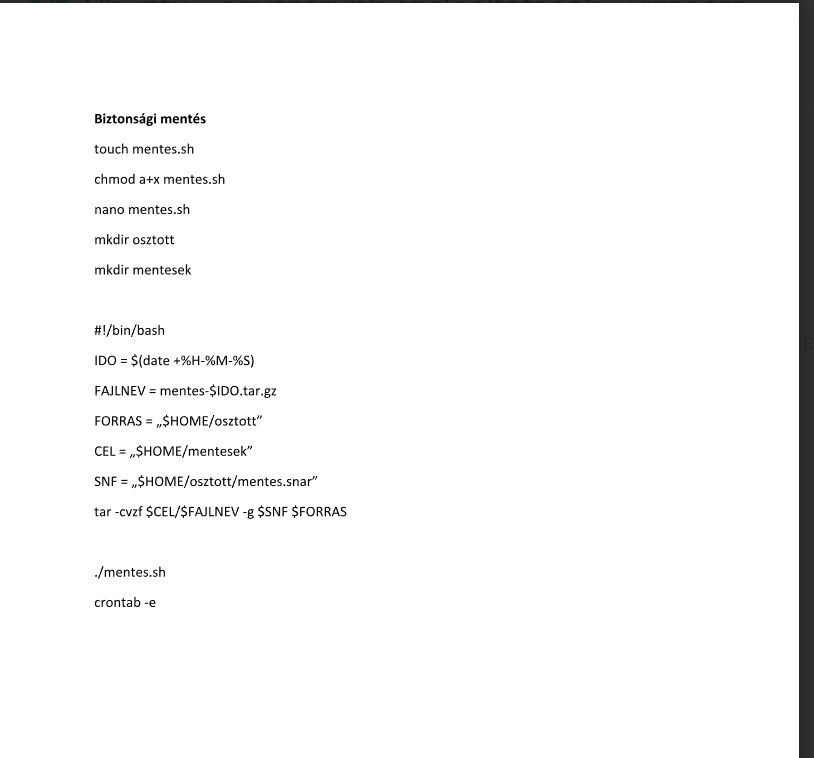 Biztonsági mentés
touch mentes.sh
chmod a+x mentes.sh
nano mentes.sh
mkdir osztott
mkdir mentesek
#!/bin/bash
IDO = $(date +%H-%M-%S)
FAJLNEV = mentes-$IDO.tar.gz
FORRAS = „$HOME/osztott”
CEL = „$HOME/mentesek”
SNF = „$HOME/osztott/mentes.snar”
tar -cvzf $CEL/$FAJLNEV -g $SNF $FORRAS
./mentes.sh
crontab -e